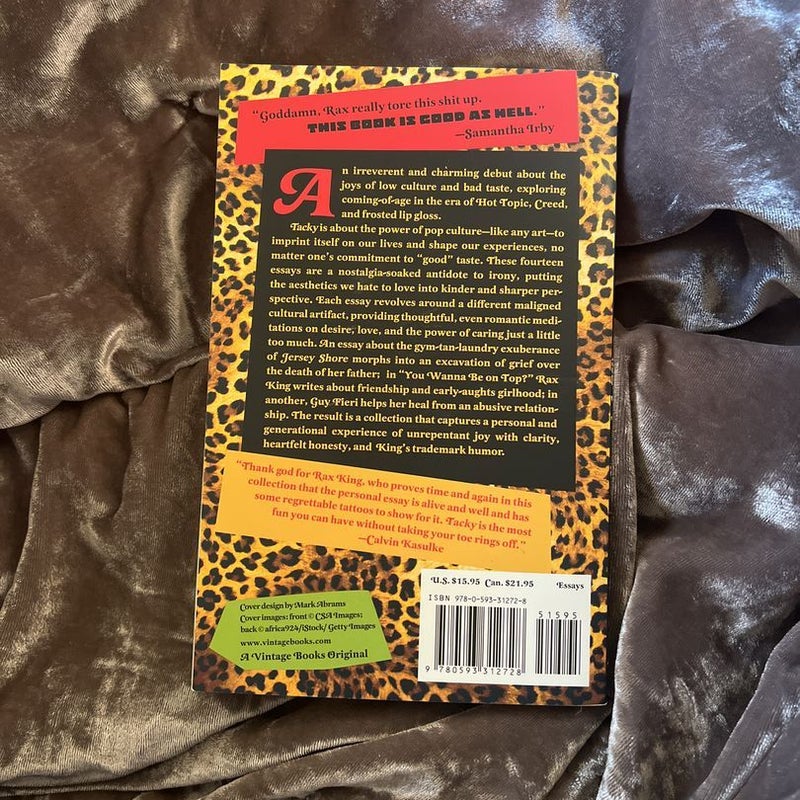 “Goddamn, Rax really tore this shit up.
THIS BOOK IS GOOD AS HELL.”
—Samantha Irby
An irreverent and charming debut about the
joys of low culture and bad taste, exploring
coming-of-age in the era of Hot Topic, Creed,
and frosted lip gloss.
Tacky is about the power of pop culture—like any art—to
imprint itself on our lives and shape our experiences, no
matter one’s commitment to “good” taste. These fourteen
essays are a nostalgia-soaked antidote to irony, putting
the aesthetics we hate to love into kinder and sharper per-
spective. Each essay revolves around a different maligned
cultural artifact, providing thoughtful, even romantic medi-
tations on desire, love, and the power of caring just a little
too much. An essay about the gym-tan-laundry exuberance
of Jersey Shore morphs into an excavation of grief over
the death of her father; in “You Wanna Be on Top?” Rax
King writes about friendship and early-aughts girlhood; in
another, Guy Fieri helps her heal from an abusive relation-
ship. The result is a collection that captures a personal and
generational experience of unrepentant joy with clarity,
heartfelt honesty, and King’s trademark humor.
“Thank god for Rax King, who proves time and again in this
collection that the personal essay is alive and well and has
some regrettable tattoos to show for it. Tacky is the most
fun you can have without taking your toe rings off.”
—Calvin Kasulke
U.S. $15.95 Can. $21.95 Essays
ISBN 978-0-593-31272-8
51595
9 780593 312728
Cover design by Mark Abrams
Cover images: front © CSA Images;
back © africa924/iStock/ Getty Images
www.vintagebooks.com
A Vintage Books Original